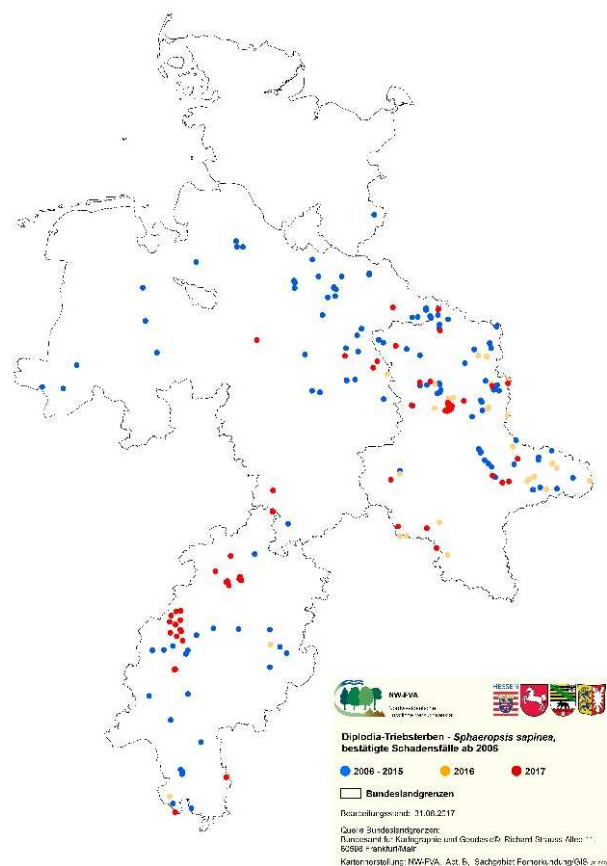 HESSEN
NW-FVA
Nordwestdeutsche
Diplodia-Triebsterben - Sphaeropsis sapinea,
bestätigte Schadensfälle ab 2006
2006 - 2015
2016
2017
Bundeslandgrenzen
Bearbeitungsstand: 31.08.2017
Quelle Bundeslandgrenzen:
Bundesamt für Kartographie und Geodäsie Richard Strauss Allee 11,
60598 Frankfurt/Main
Kartenerstellung: NW-FVA, Abt. B, Sachgebiet Fernerkundung/GIS